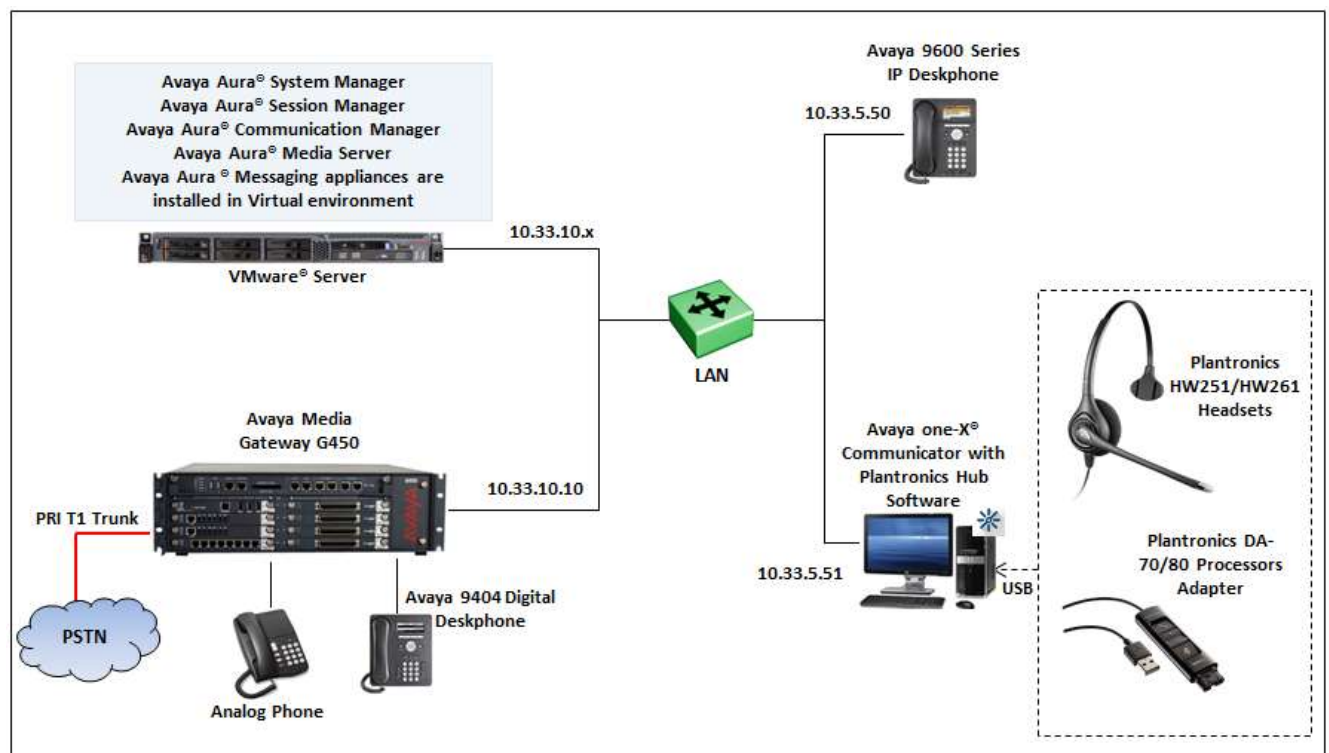 Avaya Aura® System Manager
Avaya Aura® Session Manager
Avaya Aura® Communication Manager
Avaya Aura® Media Server
Avaya Aura ® Messaging appliances are
installed in Virtual environment
VMware® Server
10.33.10.x
Avaya 9600 Series
IP Deskphone
10.33.5.50
LAN
Avaya Media
Gateway G450
AVAYA
10.33.10.10
PRI T1 Trunk
PSTN
Analog Phone
Avaya 9404 Digital
Deskphone
Avaya one-X®
Communicator with
Plantronics Hub
Software
10.33.5.51
USB
Plantronics
HW251/HW261
Headsets
Plantronics DA-
70/80 Processors
Adapter